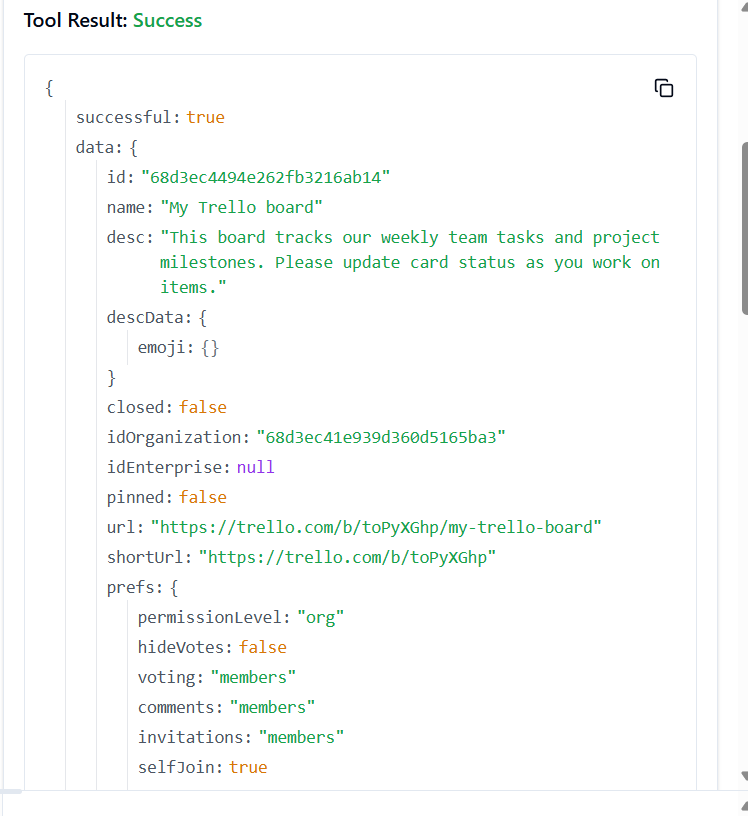 Tool Result: Success
{
successful: true
data: {
id: "68d3ec4494e262fb3216ab14"
name: "My Trello board"
desc: "This board tracks our weekly team tasks and project
milestones. Please update card status as you work on
items."
descData: {
emoji: {}
}
closed: false
idOrganization: "68d3ec41e939d360d5165ba3"
idEnterprise: null
pinned: false
url: "https://trello.com/b/toPyXGhp/my-trello-board"
shortUrl: "https://trello.com/b/toPyXGhp"
prefs: {
permissionLevel: "org"
hideVotes: false
voting: "members"
comments: "members"
invitations: "members"
selfJoin: true